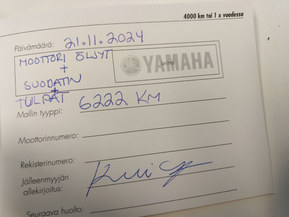 4000 km tai 1 x vuodessa
Päivämäärä: 21.11.2024
MOOTTORI ÖLJYT
+
SUODATIN
+
TULPAT 6222 KM
YAMAHA
Mallin tyyppi:
Moottorinnumero:
Rekisterinumero:
Jälleenmyyjän
allekirjoitus:
Seuraava huolto